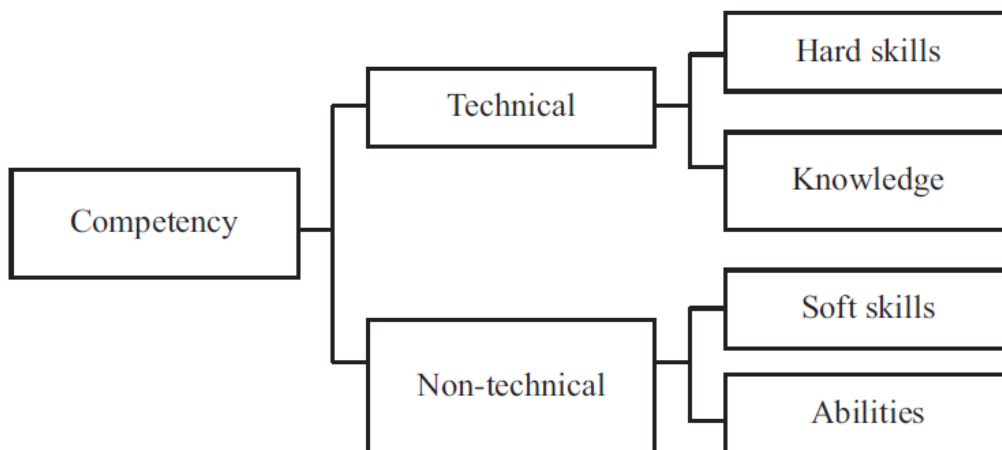 Competency
Technical
Hard skills
Knowledge
Non-technical
Soft skills
Abilities